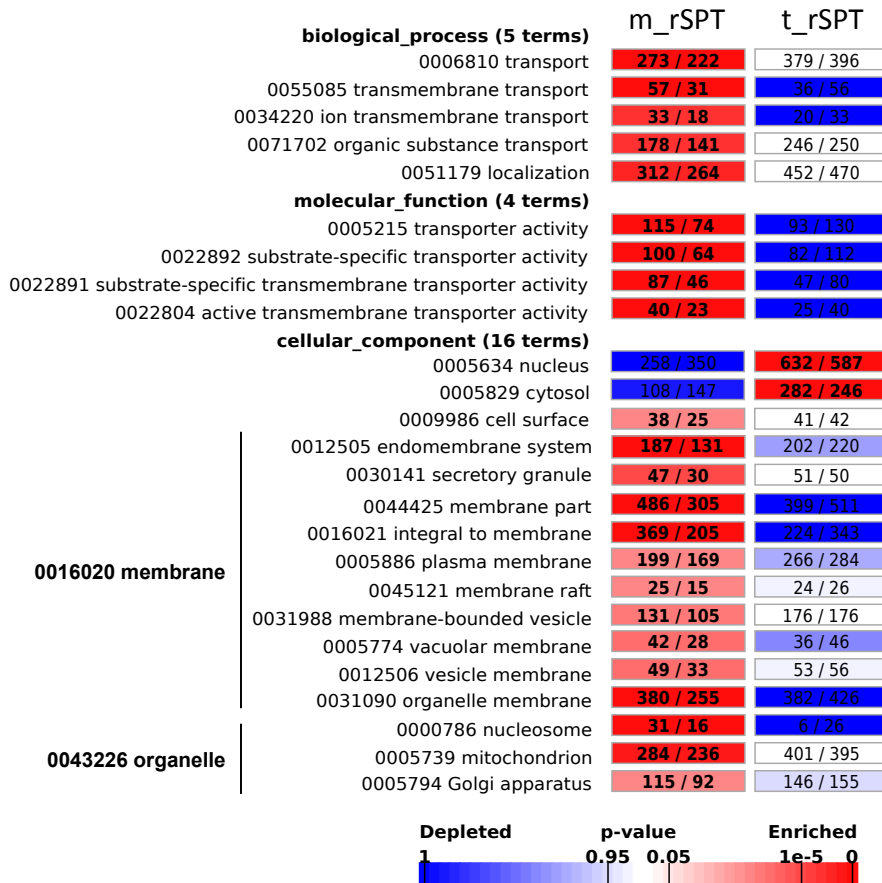 m_rSPT t_rSPT
biological_process (5 terms)
0006810 transport 273 / 222 379 / 396
0055085 transmembrane transport 57 / 31 36 / 56
0034220 ion transmembrane transport 33 / 18 20 / 33
0071702 organic substance transport 178 / 141 246 / 250
0051179 localization 312 / 264 452 / 470
molecular_function (4 terms)
0005215 transporter activity 115 / 74 93 / 130
0022892 substrate-specific transporter activity 100 / 64 82 / 112
0022891 substrate-specific transmembrane transporter activity 87 / 46 47 / 80
0022804 active transmembrane transporter activity 40 / 23 25 / 40
cellular_component (16 terms)
0005634 nucleus 258 / 350 632 / 587
0005829 cytosol 108 / 147 282 / 246
0009986 cell surface 38 / 25 41 / 42
0012505 endomembrane system 187 / 131 202 / 220
0030141 secretory granule 47 / 30 51 / 50
0044425 membrane part 486 / 305 399 / 511
0016021 integral to membrane 369 / 205 224 / 343
0005886 plasma membrane 199 / 169 266 / 284
0016020 membrane
0045121 membrane raft 25 / 15 24 / 26
0031988 membrane-bounded vesicle 131 / 105 176 / 176
0005774 vacuolar membrane 42 / 28 36 / 46
0012506 vesicle membrane 49 / 33 53 / 56
0031090 organelle membrane 380 / 255 382 / 426
0000786 nucleosome 31 / 16 6 / 26
0043226 organelle 0005739 mitochondrion 284 / 236 401 / 395
0005794 Golgi apparatus 115 / 92 146 / 155
Depleted p-value Enriched
1 0.95 0.05 1e-5 0